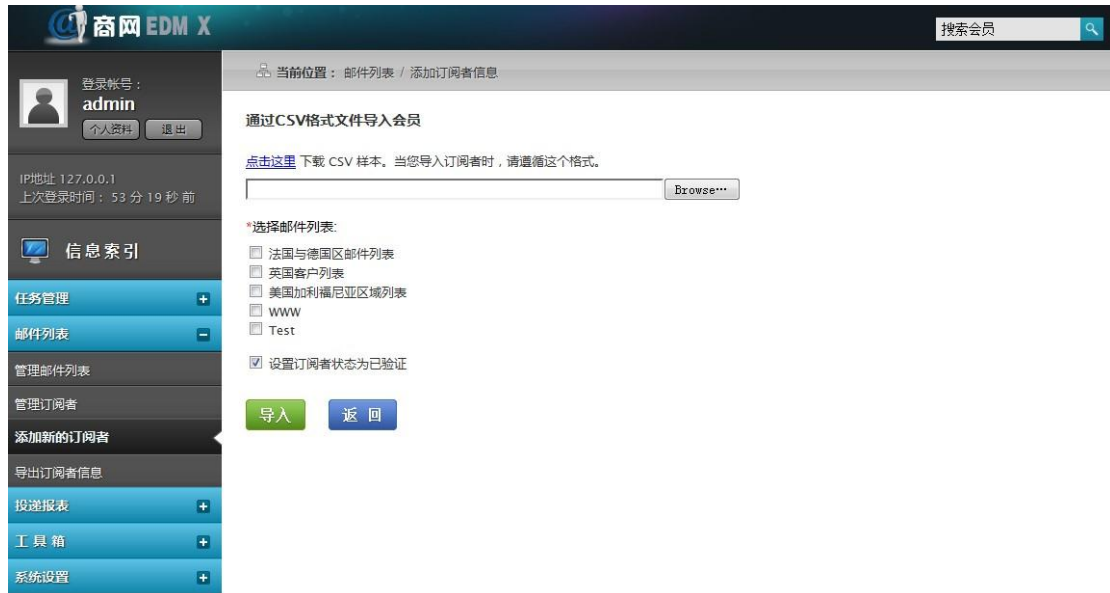 商网 EDM X
搜索会员
登录帐号：
admin
个人资料 退出
IP地址 127.0.0.1
上次登录时间： 53 分 19 秒 前
信息索引
任务管理
邮件列表
管理邮件列表
管理订阅者
添加新的订阅者
导出订阅者信息
投递报表
工具箱
系统设置
当前位置： 邮件列表 / 添加订阅者信息
通过CSV格式文件导入会员
点击这里 下载 CSV 样本。当您导入订阅者时，请遵循这个格式。
Browse…
*选择邮件列表:
法国与德国区邮件列表
英国客户列表
美国加利福尼亚区域列表
WWW
Test
设置订阅者状态为已验证
导入 返回